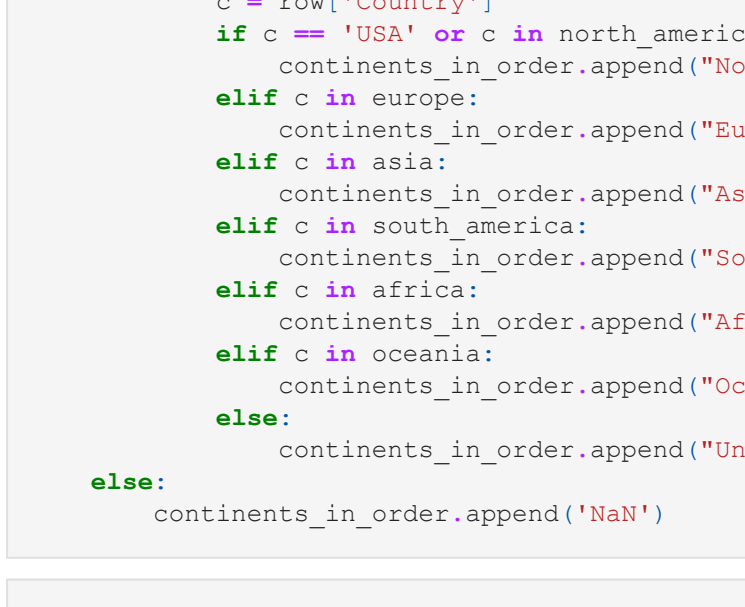 c = row['Country']
if c == 'USA' or c in north_americ
continents_in_order.append("No
elif c in europe:
continents_in_order.append("Eu
elif c in asia:
continents_in_order.append("As
elif c in south_america:
continents_in_order.append("So
elif c in africa:
continents_in_order.append("Af
elif c in oceania:
continents_in_order.append("Oc
else:
continents_in_order.append("Un
else:
continents_in_order.append('NaN')